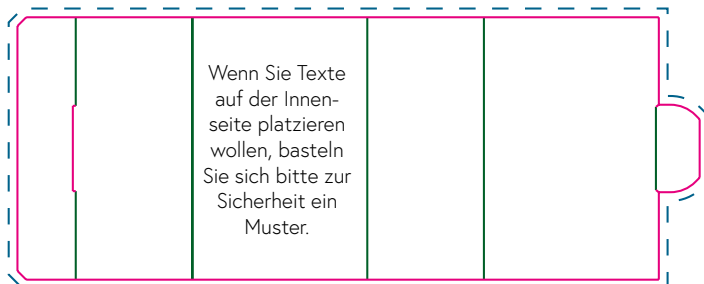 Wenn Sie Texte
auf der Innen-
seite platzieren
wollen, basteln
Sie sich bitte zur
Sicherheit ein
Muster.